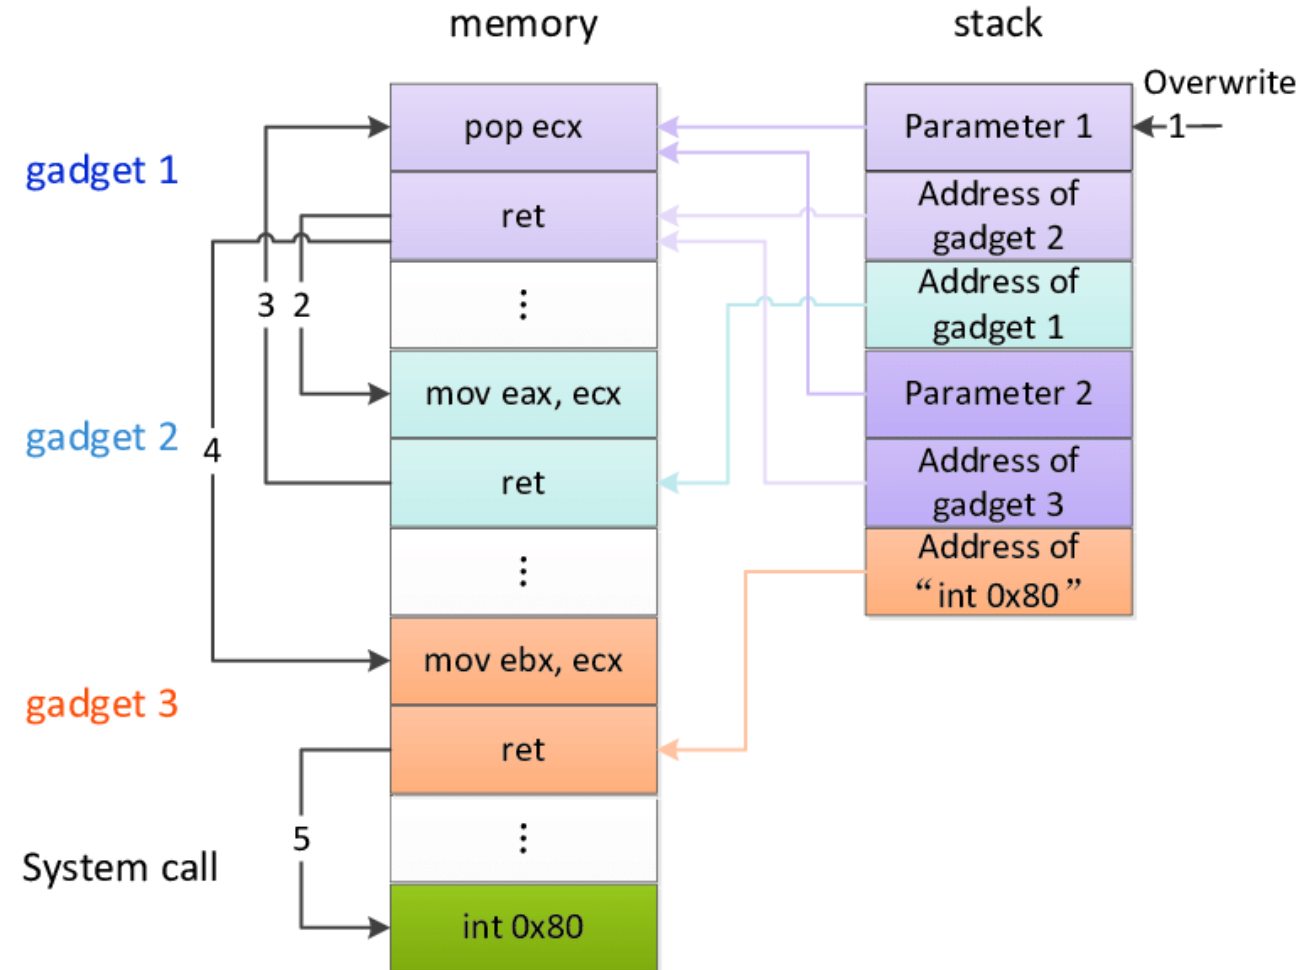 memory
stack
Overwrite
1
gadget 1
pop ecx
ret
⋮
3
2
mov eax, ecx
gadget 2
4
ret
⋮
mov ebx, ecx
gadget 3
ret
⋮
5
System call
int 0x80
Parameter 1
Address of
gadget 2
Address of
gadget 1
Parameter 2
Address of
gadget 3
Address of
“int 0x80”